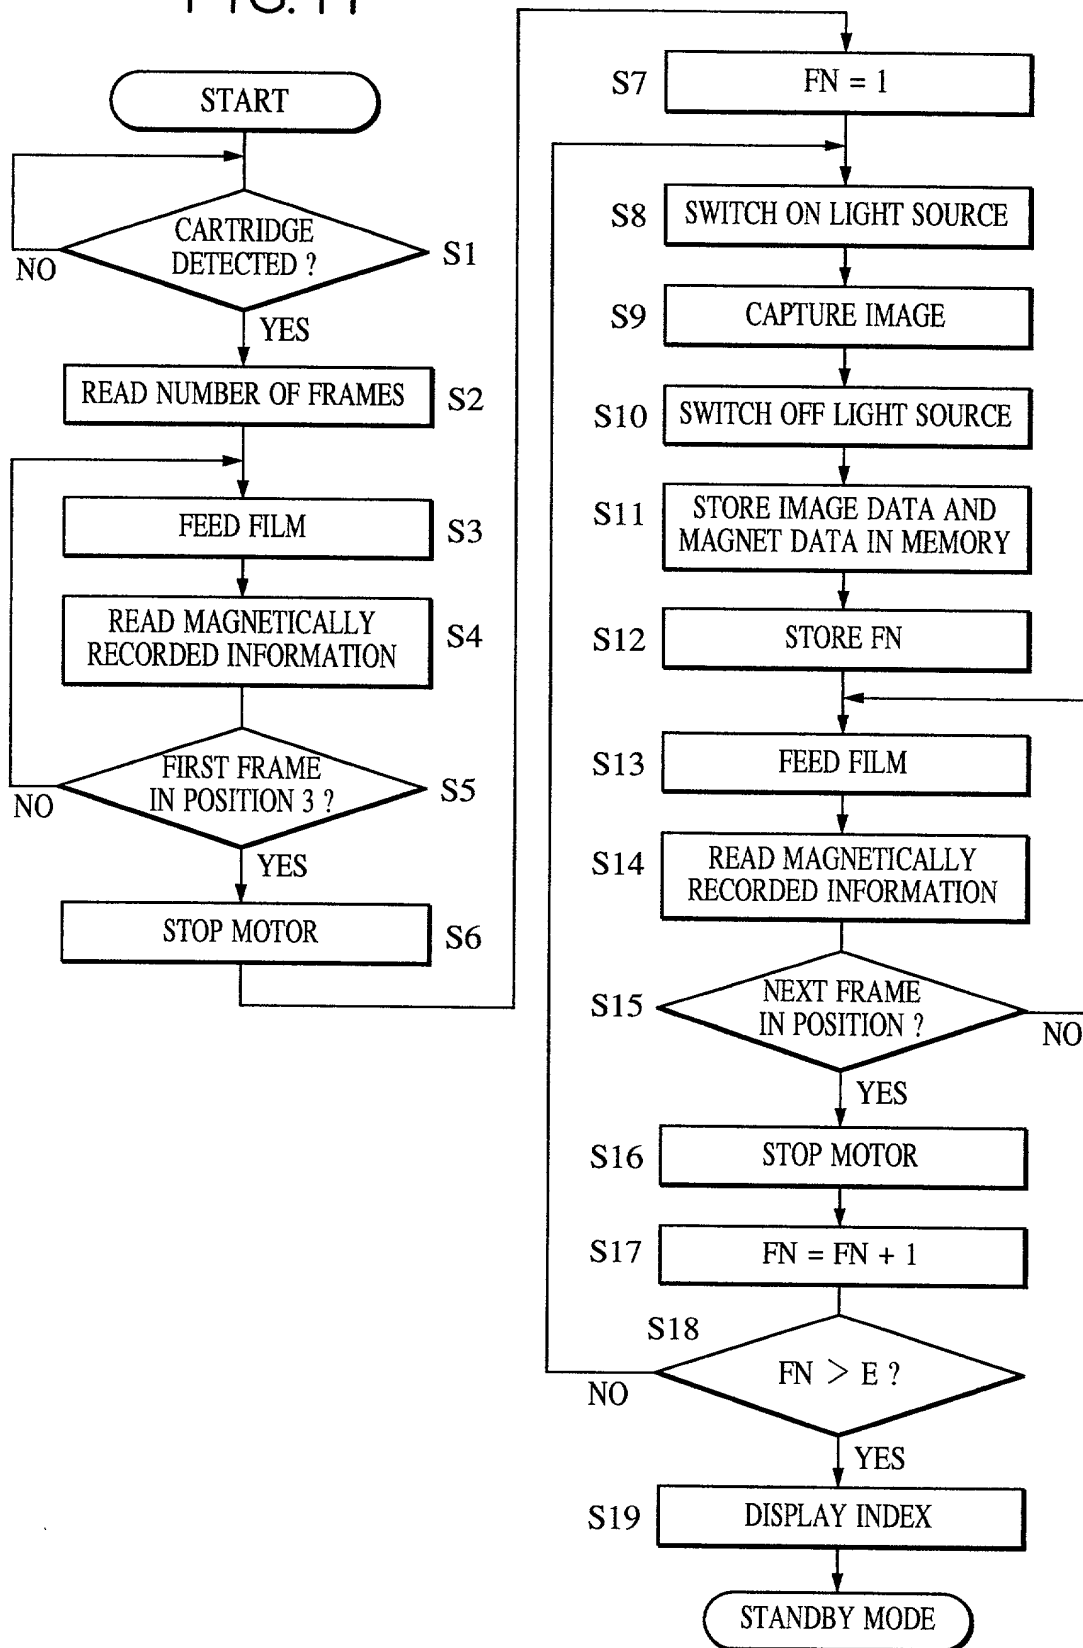 FIG. 11
START
CARTRIDGE
DETECTED ?
S1
NO
YES
READ NUMBER OF FRAMES
S2
FEED FILM
S3
READ MAGNETICALLY
RECORDED INFORMATION
S4
FIRST FRAME
IN POSITION 3 ?
S5
NO
YES
STOP MOTOR
S6
S7
FN = 1
S8
SWITCH ON LIGHT SOURCE
S9
CAPTURE IMAGE
S10
SWITCH OFF LIGHT SOURCE
S11
STORE IMAGE DATA AND
MAGNET DATA IN MEMORY
S12
STORE FN
S13
FEED FILM
S14
READ MAGNETICALLY
RECORDED INFORMATION
S15
NEXT FRAME
IN POSITION ?
NO
YES
S16
STOP MOTOR
S17
FN = FN + 1
S18
FN > E ?
NO
YES
S19
DISPLAY INDEX
STANDBY MODE